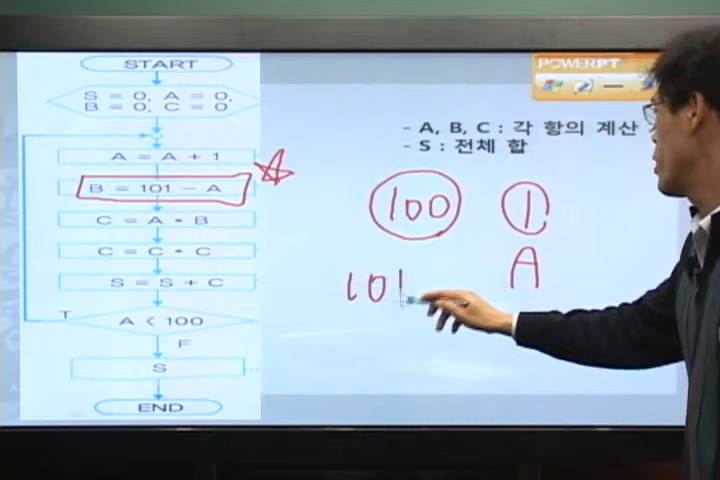 START
S = 0, A = 0,
B = 0, C = 0
A = A + 1
B = 101 - A
C = A * B
C = C * C
S = S + C
T
A < 100
F
S
END
POWERPT
- A, B, C : 각 항의 계산
- S : 전체 합
100 1
101 A